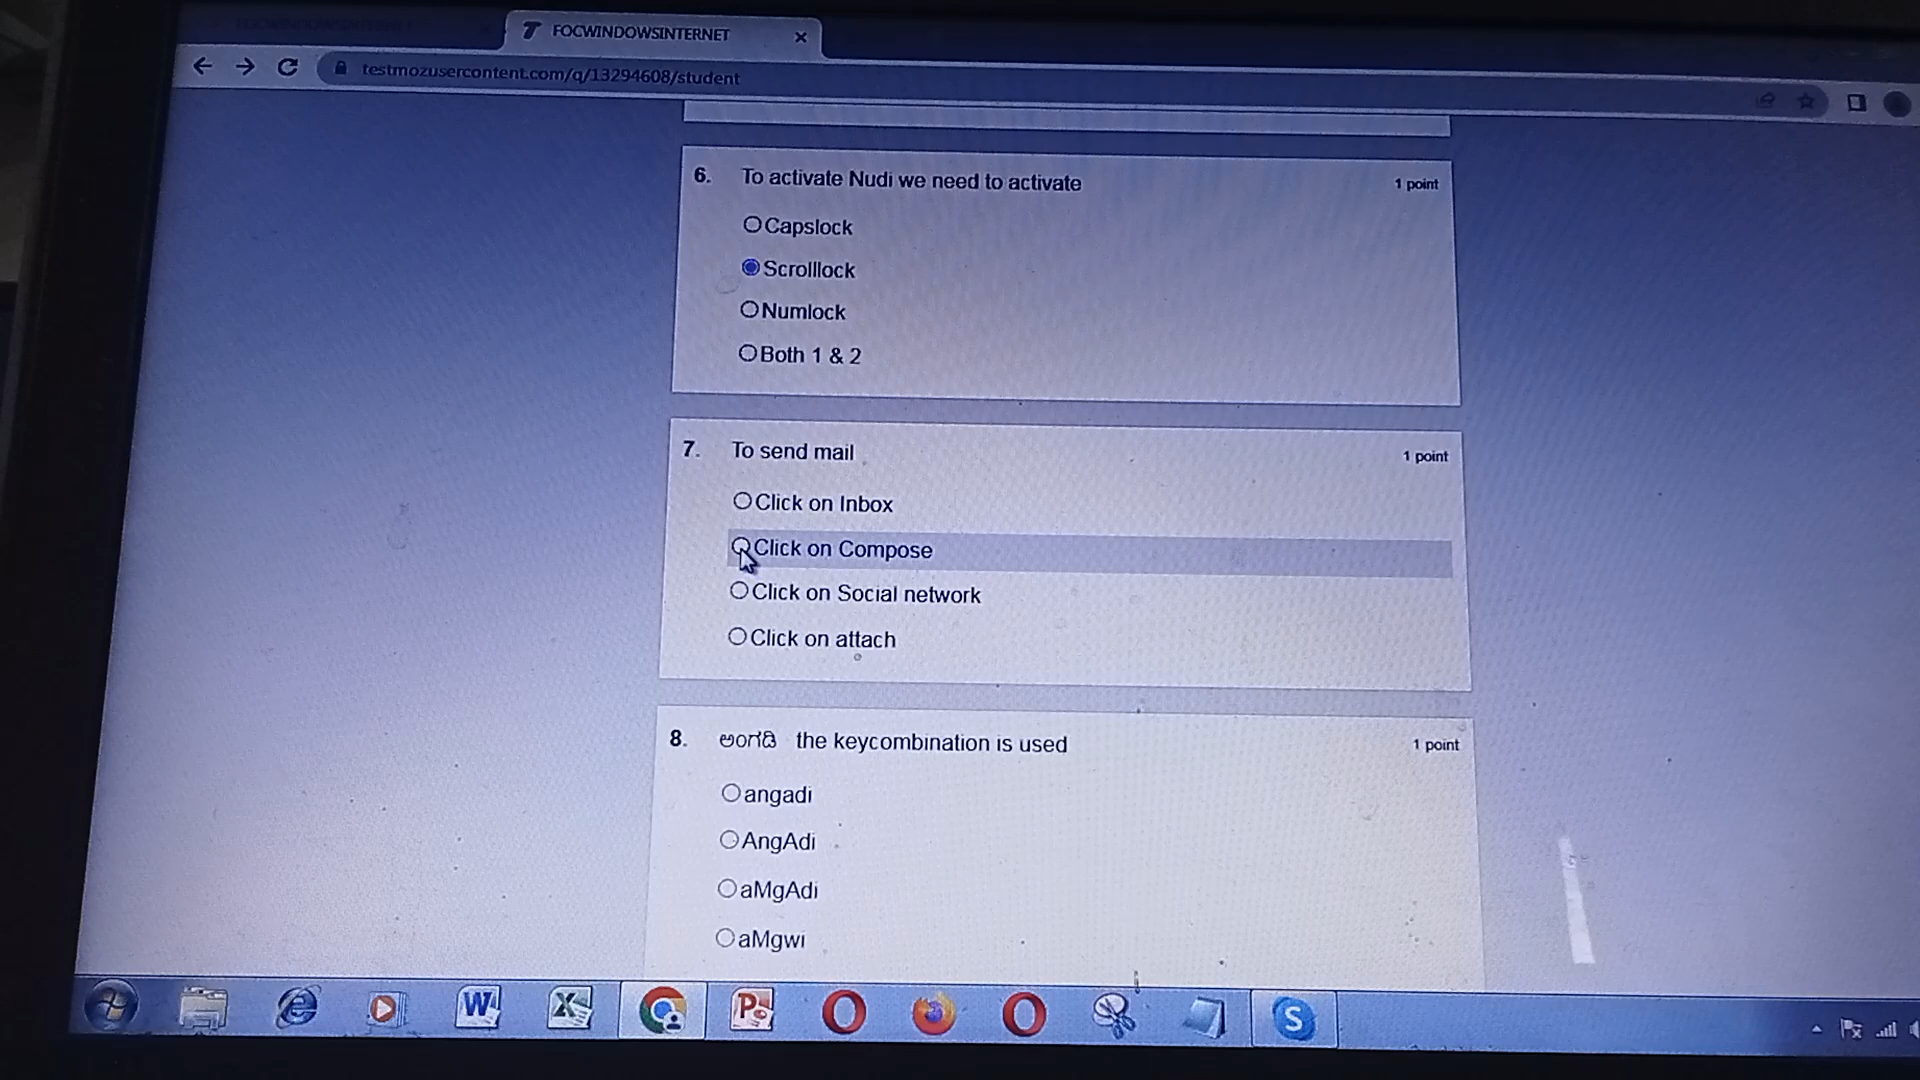 FOCWINDOWSINTERNET
testmozusercontent.com/q/13294608/student
6. To activate Nudi we need to activate 1 point
Capslock
Scrolllock
Numlock
Both 1 & 2
7. To send mail 1 point
Click on Inbox
Click on Compose
Click on Social network
Click on attach
8. ಅಂಗಡಿ the keycombination is used 1 point
angadi
AngAdi
aMgAdi
aMgwi